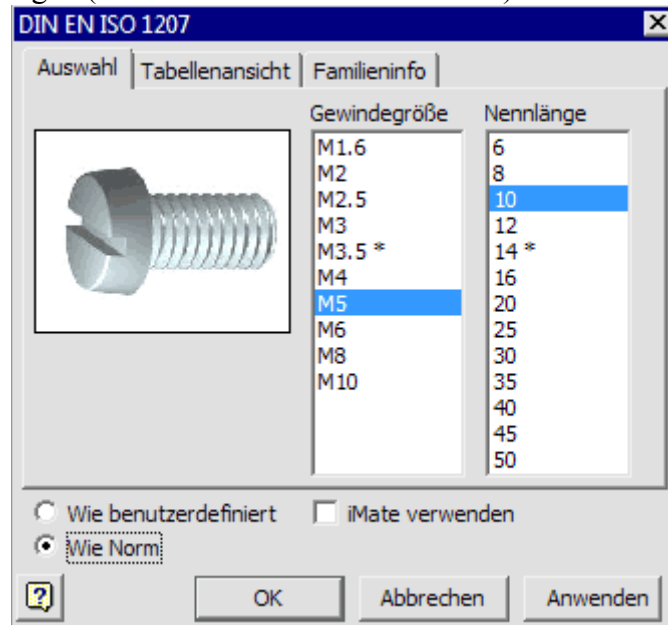 DIN EN ISO 1207
Auswahl Tabellenansicht Familieninfo
Gewindegröße Nennlänge
M1.6 6
M2 8
M2.5 10
M3 12
M3.5 * 14 *
M4 16
M5 20
M6 25
M8 30
M10 35
40
45
50
Wie benutzerdefiniert iMate verwenden
Wie Norm
OK Abbrechen Anwenden